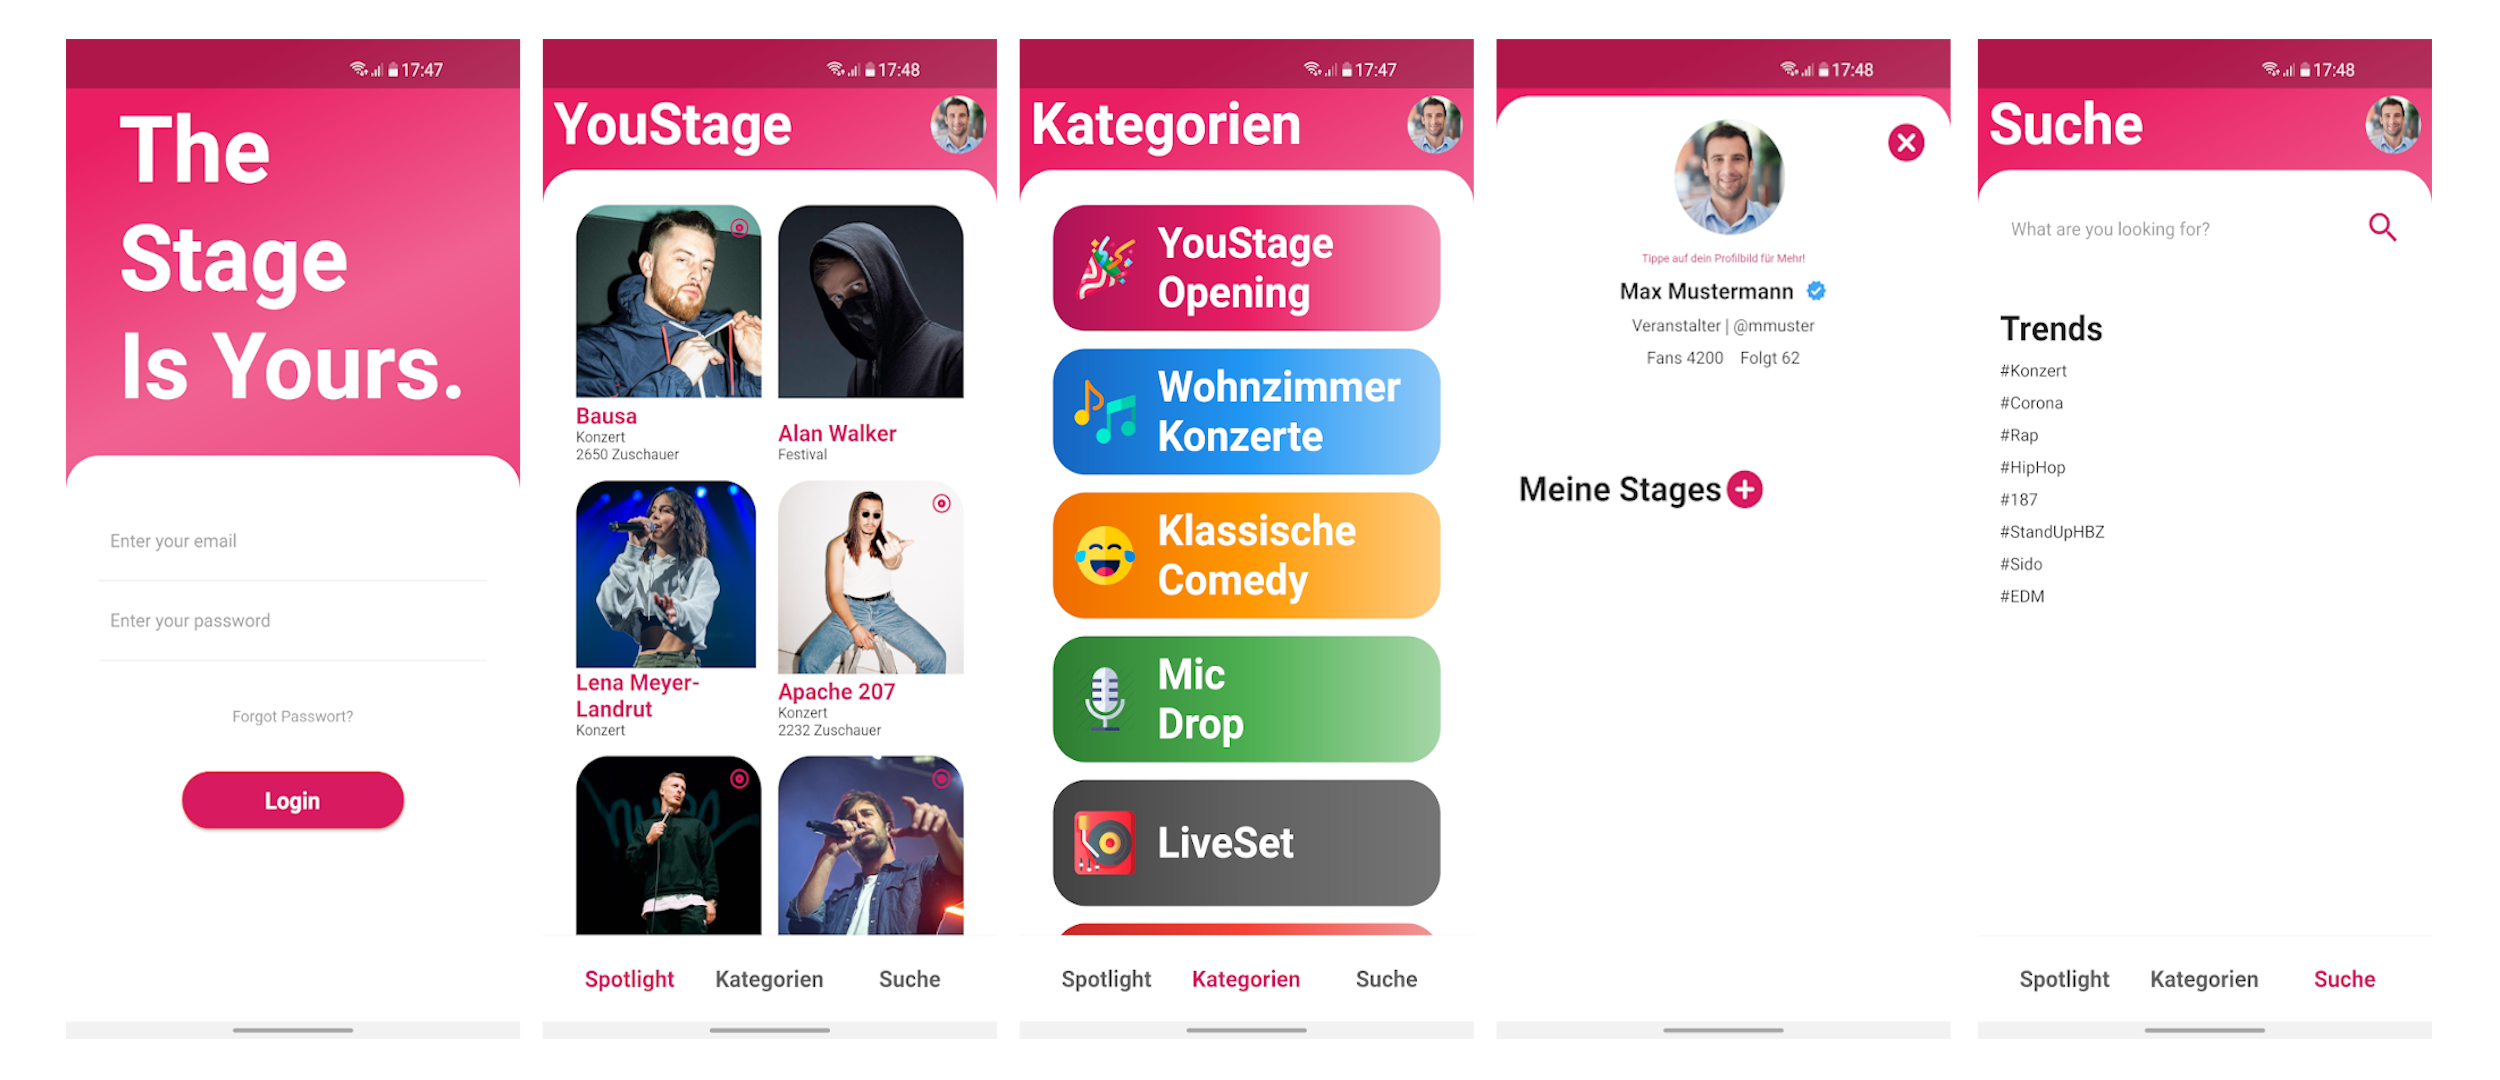 17:47
The
Stage
Is Yours.
Enter your email
Enter your password
Forgot Passwort?
Login
17:48
YouStage
Bausa
Konzert
2650 Zuschauer
Alan Walker
Festival
Lena Meyer-
Landrut
Konzert
Apache 207
Konzert
2232 Zuschauer
Spotlight
Kategorien
Suche
17:47
Kategorien
YouStage
Opening
Wohnzimmer
Konzerte
Klassische
Comedy
Mic
Drop
LiveSet
Spotlight
Kategorien
Suche
17:48
Tippe auf dein Profilbild für Mehr!
Max Mustermann
Veranstalter | @mmuster
Fans 4200 Folgt 62
Meine Stages
17:48
Suche
What are you looking for?
Trends
#Konzert
#Corona
#Rap
#HipHop
#187
#StandUpHBZ
#Sido
#EDM
Spotlight
Kategorien
Suche